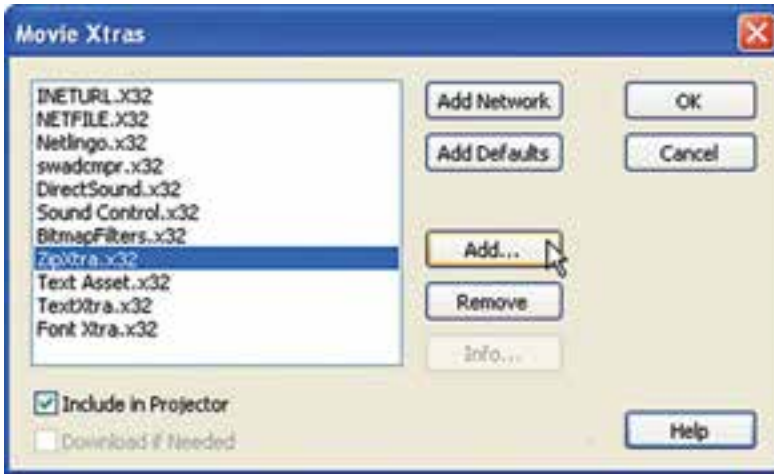 Movie Xtras
INETURL.X32
NETFILE.X32
Netlingo.x32
swadcmpr.x32
DirectSound.x32
Sound Control.x32
BitmapFilters.x32
ZipXtra.x32
Text Asset.x32
TextXtra.x32
Font Xtra.x32
Add Network
Add Defaults
Add...
Remove
Info...
OK
Cancel
Include in Projector
Download if Needed
Help